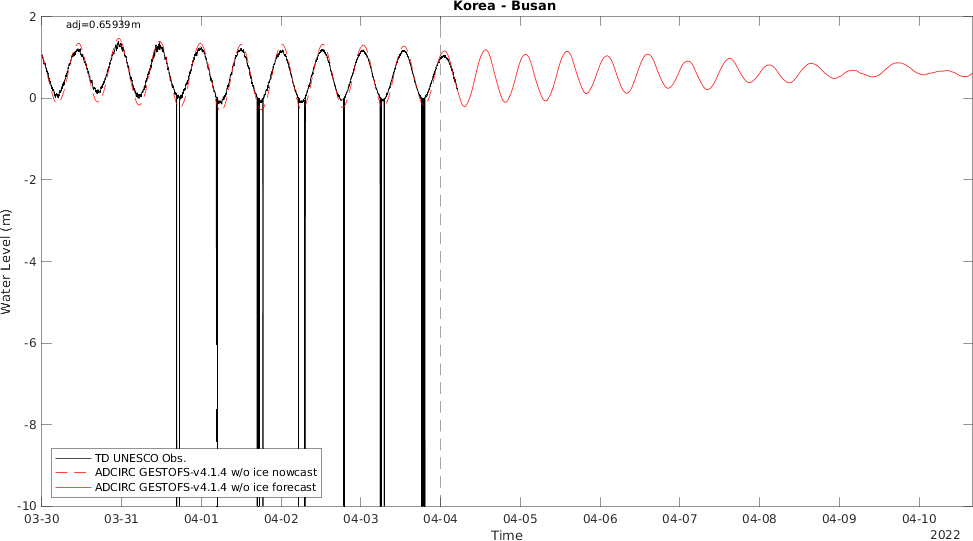 Korea - Busan
adj=0.65939m
2
0
-2
-4
-6
-8
-10
Water Level (m)
TD UNESCO Obs.
ADCIRC GESTOFS-v4.1.4 w/o ice nowcast
ADCIRC GESTOFS-v4.1.4 w/o ice forecast
03-30 03-31 04-01 04-02 04-03 04-04 04-05 04-06 04-07 04-08 04-09 04-10
Time
2022